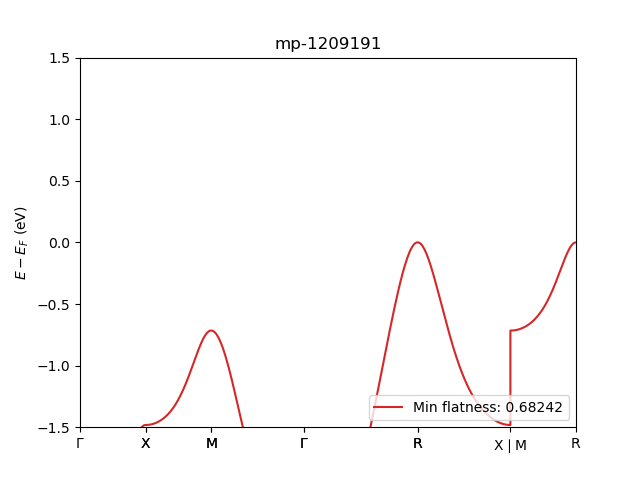 mp-1209191
1.5
1.0
0.5
0.0
−0.5
−1.0
−1.5
E − E_F (eV)
Min flatness: 0.68242
Γ X M Γ R X | M R